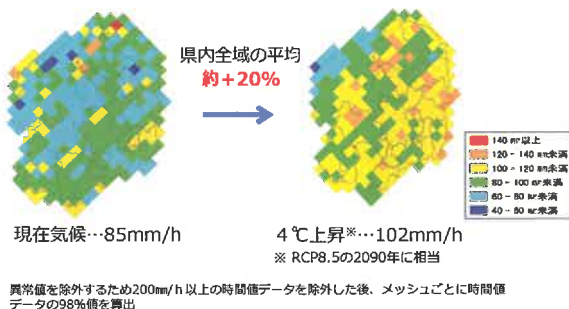 県内全域の平均
約+20%
140 mm以上
120 - 140 mm未満
100 - 120 mm未満
80 - 100 mm未満
60 - 80 mm未満
40 - 60 mm未満
現在気候…85mm/h
4℃上昇※…102mm/h
※ RCP8.5の2090年に相当
異常値を除外するため200mm/h 以上の時間値データを除外した後、メッシュごとに時間値
データの98%値を算出